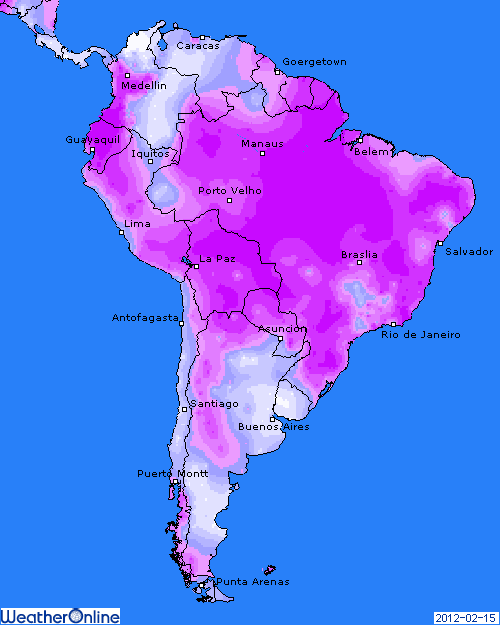 Caracas
Goergetown
Medellin
Guayaquil
Manaus
Belem
Iquitos
Porto Velho
Lima
Salvador
La Paz
Braslia
Antofagasta
Asuncion
Rio de Janeiro
Santiago
Buenos Aires
Puerto Montt
Punta Arenas
WeatherOnline
2012-02-15